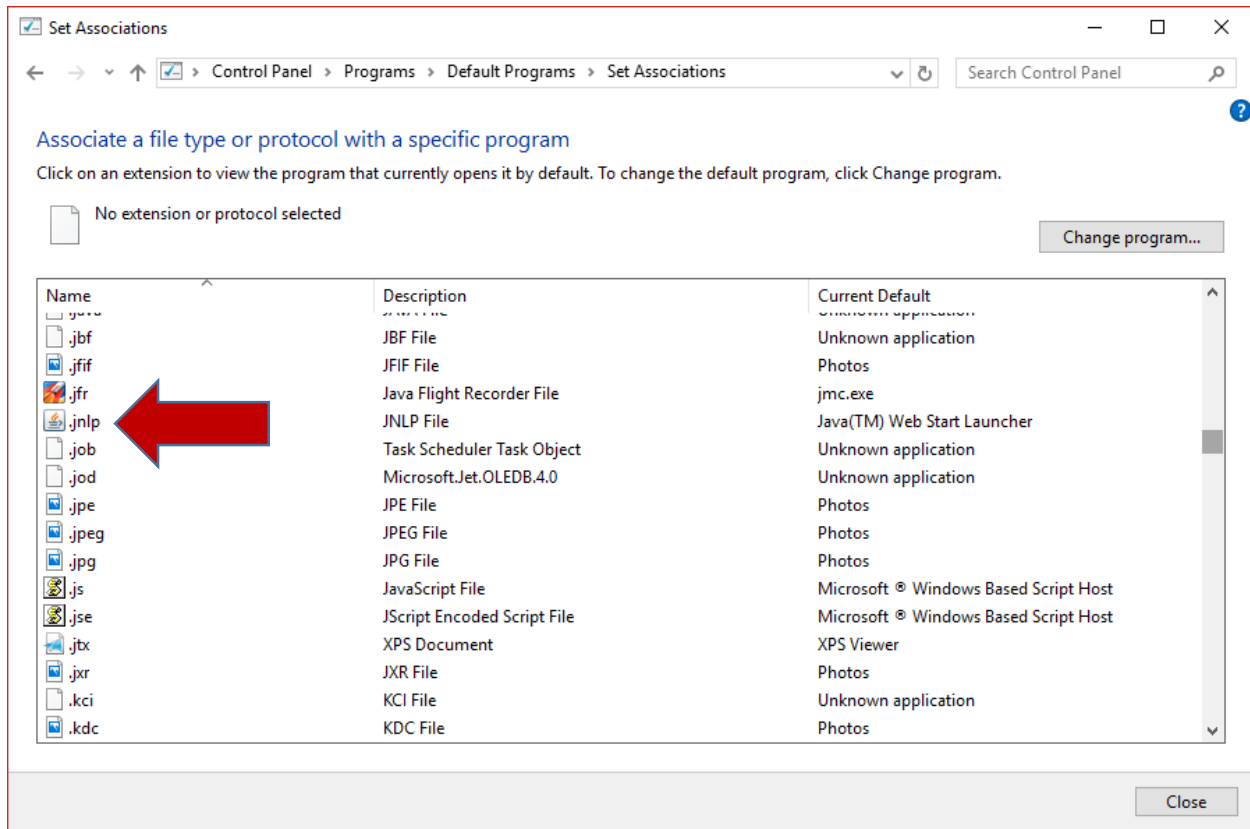 Set Associations
Control Panel > Programs > Default Programs > Set Associations Search Control Panel
?
Associate a file type or protocol with a specific program
Click on an extension to view the program that currently opens it by default. To change the default program, click Change program.
No extension or protocol selected
Change program...
Name Description Current Default
.jbf JBF File Unknown application
.jfif JFIF File Photos
.jfr Java Flight Recorder File jmc.exe
.jnlp JNLP File Java(TM) Web Start Launcher
.job Task Scheduler Task Object Unknown application
.jod Microsoft.Jet.OLEDB.4.0 Unknown application
.jpe JPE File Photos
.jpeg JPEG File Photos
.jpg JPG File Photos
.js JavaScript File Microsoft ® Windows Based Script Host
.jse JScript Encoded Script File Microsoft ® Windows Based Script Host
.jtx XPS Document XPS Viewer
.jxr JXR File Photos
.kci KCI File Unknown application
.kdc KDC File Photos
Close